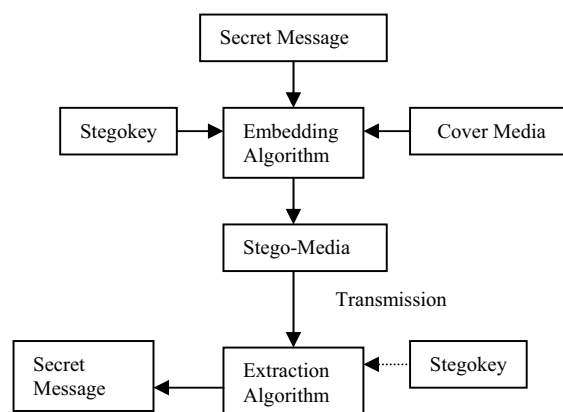 Secret Message
Stegokey
Embedding
Algorithm
Cover Media
Stego-Media
Transmission
Secret
Message
Extraction
Algorithm
Stegokey